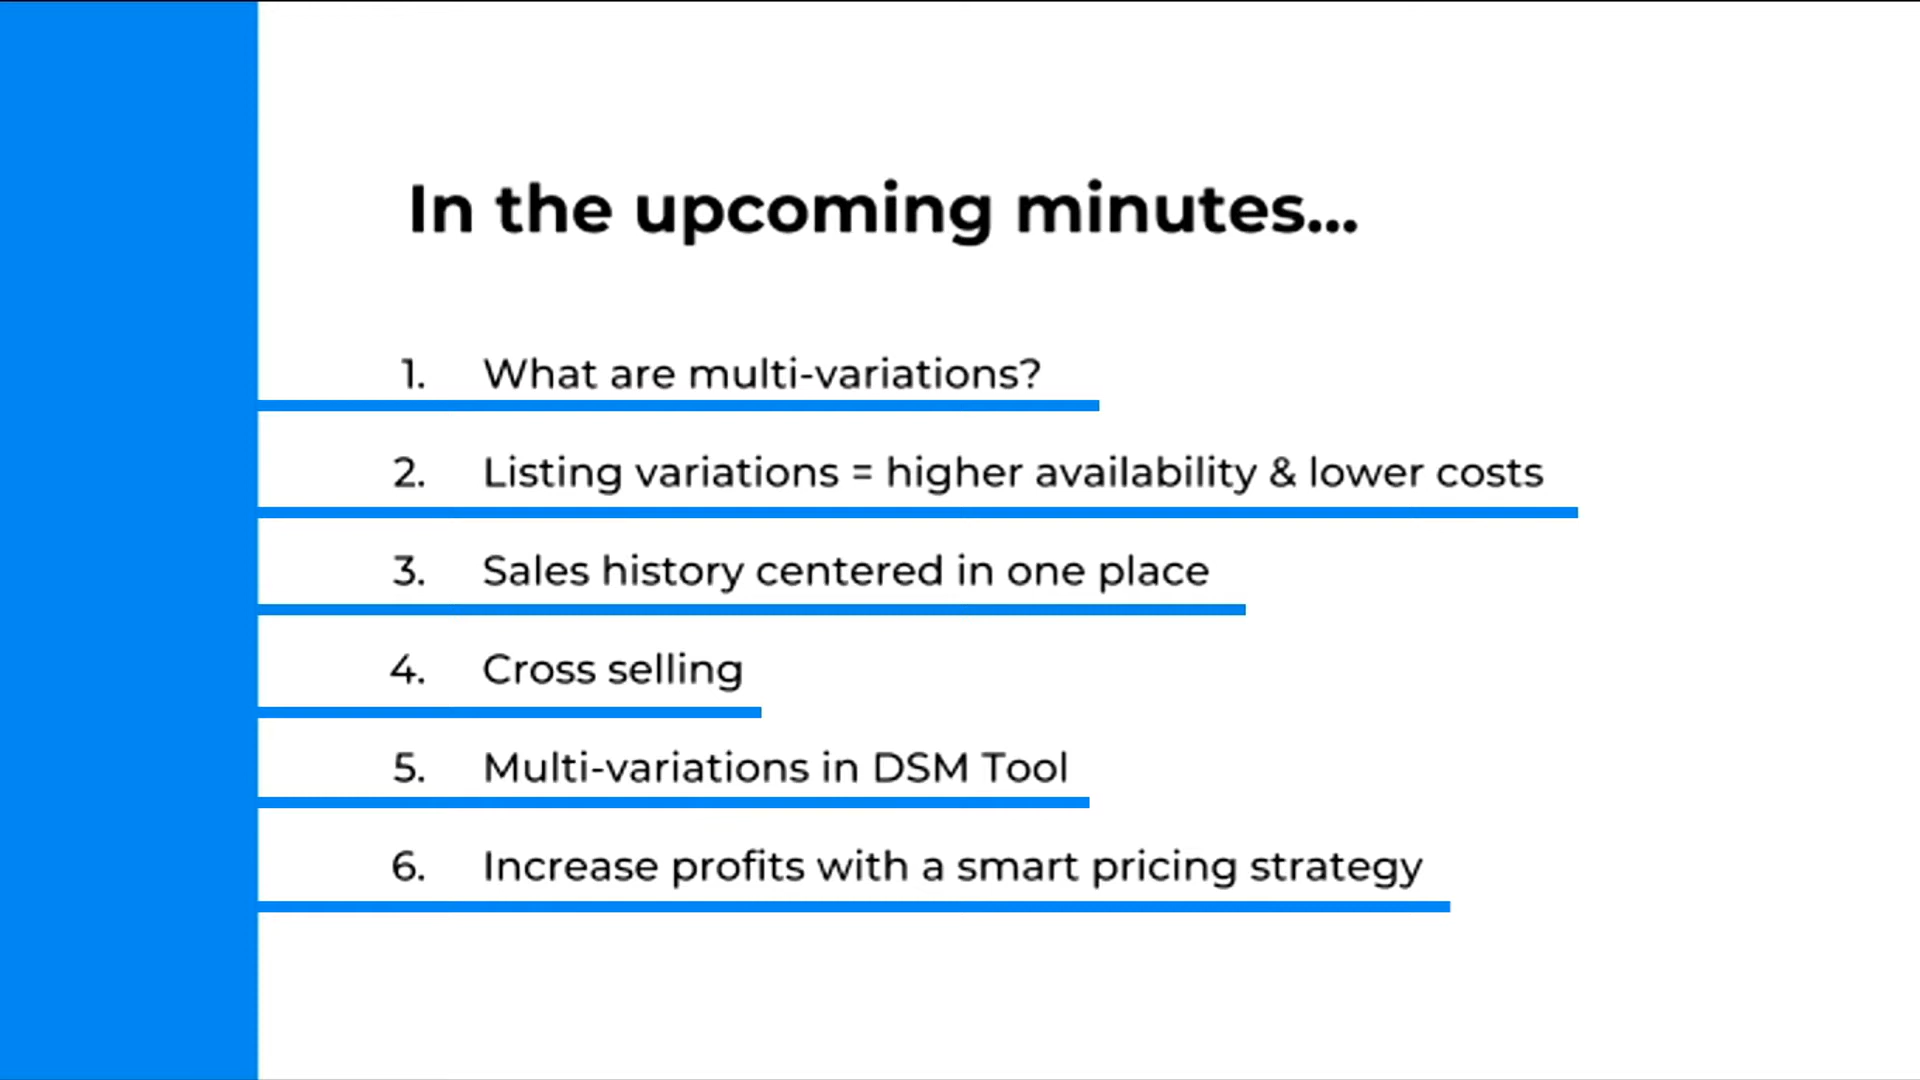 In the upcoming minutes...
1. What are multi-variations?
2. Listing variations = higher availability & lower costs
3. Sales history centered in one place
4. Cross selling
5. Multi-variations in DSM Tool
6. Increase profits with a smart pricing strategy